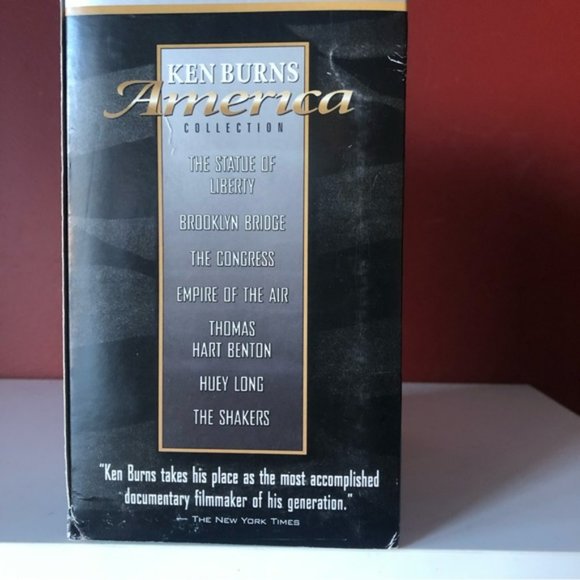 KEN BURNS
America
COLLECTION
THE STATUE OF
LIBERTY
BROOKLYN BRIDGE
THE CONGRESS
EMPIRE OF THE AIR
THOMAS
HART BENTON
HUEY LONG
THE SHAKERS
"Ken Burns takes his place as the most accomplished
documentary filmmaker of his generation."
— THE NEW YORK TIMES